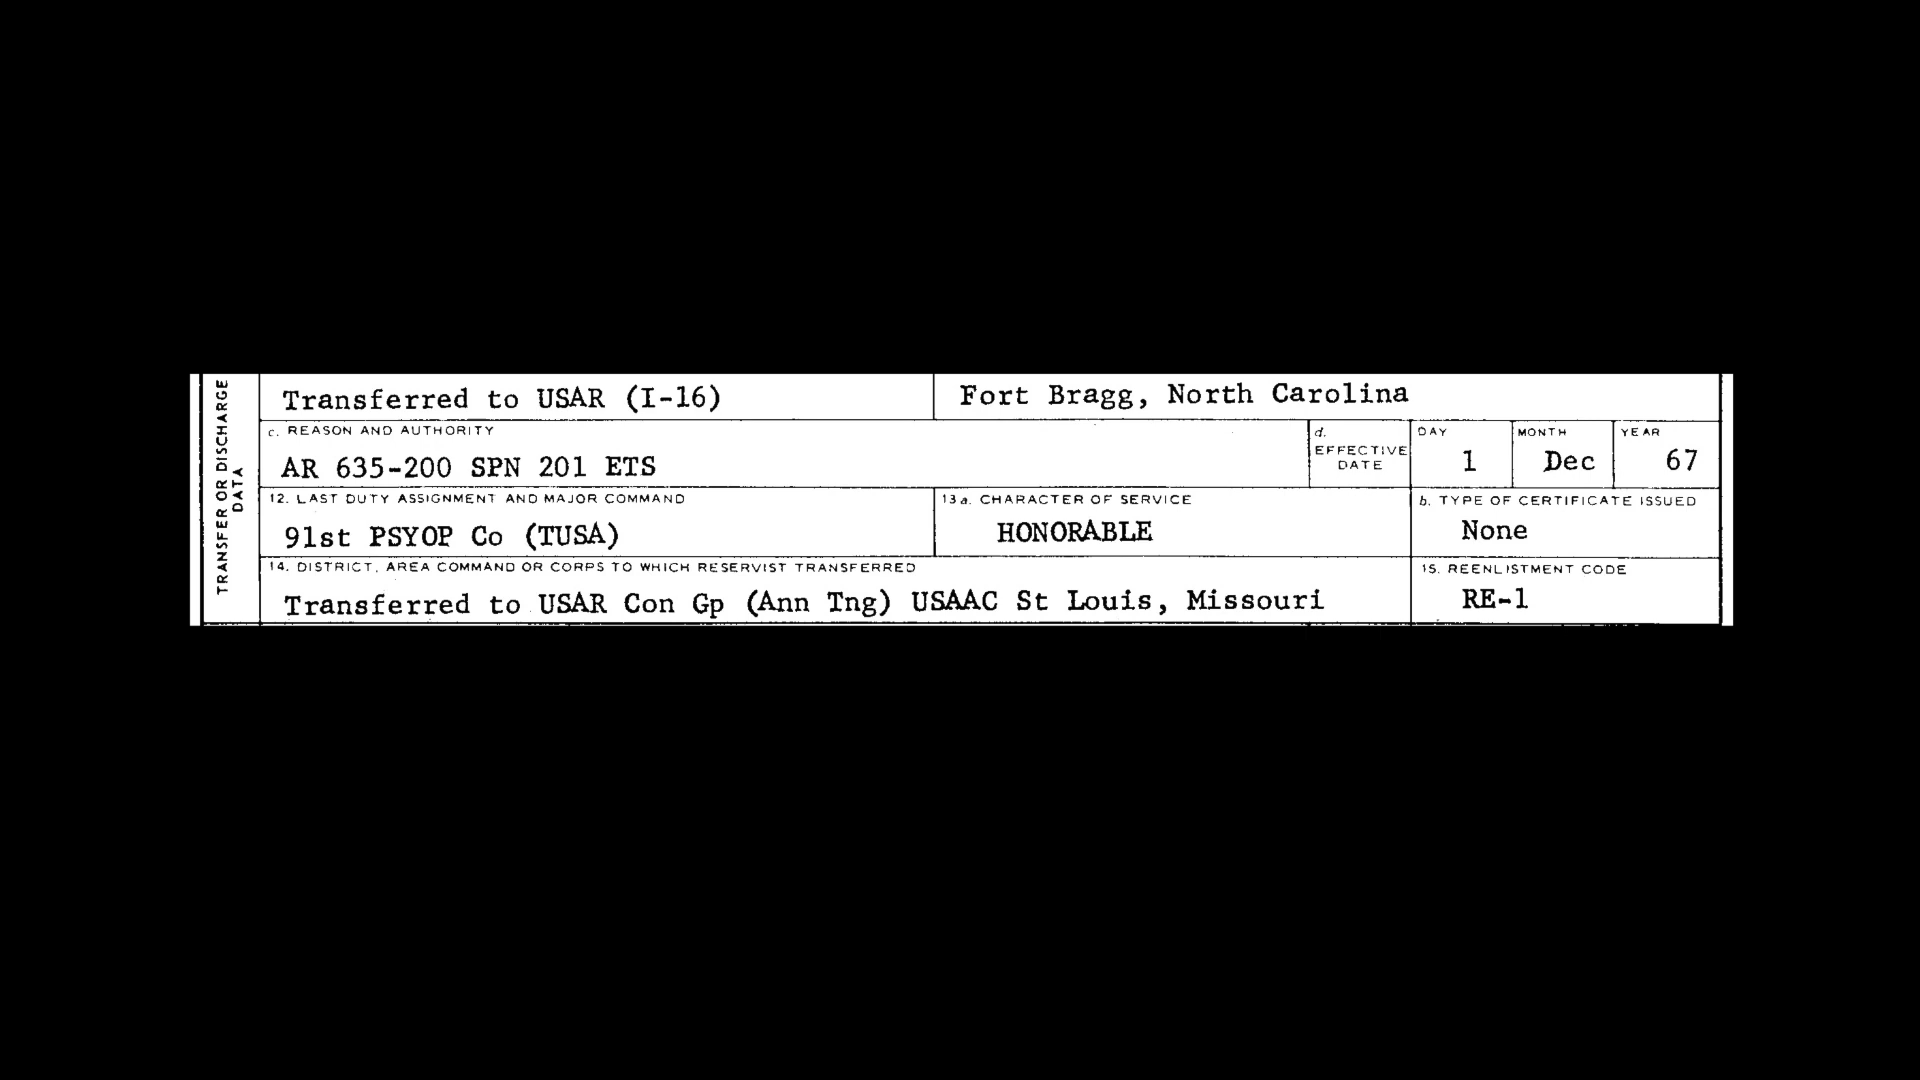 TRANSFER OR DISCHARGE
DATA
Transferred to USAR (I-16)
Fort Bragg, North Carolina
c. REASON AND AUTHORITY
AR 635-200 SPN 201 ETS
d.
EFFECTIVE
DATE
DAY
1
MONTH
Dec
YEAR
67
12. LAST DUTY ASSIGNMENT AND MAJOR COMMAND
91st PSYOP Co (TUSA)
13a. CHARACTER OF SERVICE
HONORABLE
b. TYPE OF CERTIFICATE ISSUED
None
14. DISTRICT, AREA COMMAND OR CORPS TO WHICH RESERVIST TRANSFERRED
Transferred to USAR Con Gp (Ann Tng) USAAC St Louis, Missouri
15. REENLISTMENT CODE
RE-1